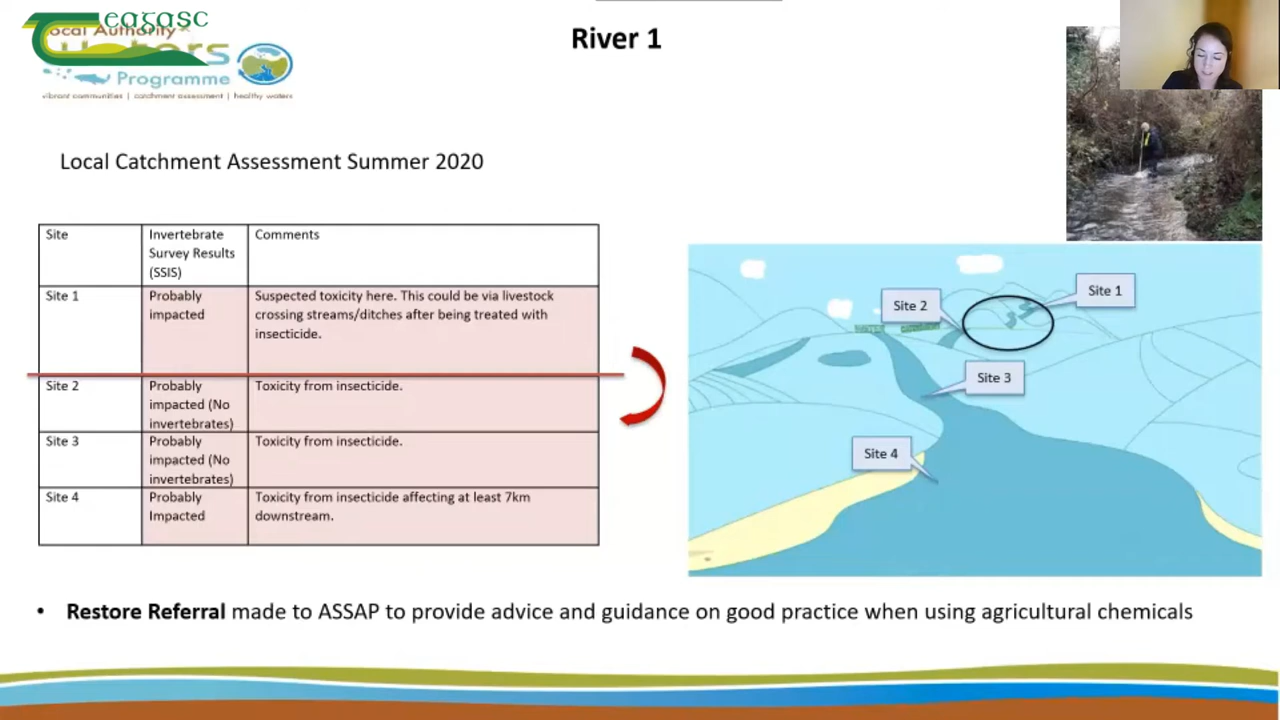 Teagasc
Local Authority
Waters
Programme
vibrant communities | catchment assessment | healthy waters
River 1
Local Catchment Assessment Summer 2020
Site
Invertebrate
Survey Results
(SSIS)
Comments
Site 1
Probably
impacted
Suspected toxicity here. This could be via livestock
crossing streams/ditches after being treated with
insecticide.
Site 2
Probably
impacted (No
invertebrates)
Toxicity from insecticide.
Site 3
Probably
impacted (No
invertebrates)
Toxicity from insecticide.
Site 4
Probably
Impacted
Toxicity from insecticide affecting at least 7km
downstream.
Site 1
Site 2
Site 3
Site 4
• Restore Referral made to ASSAP to provide advice and guidance on good practice when using agricultural chemicals